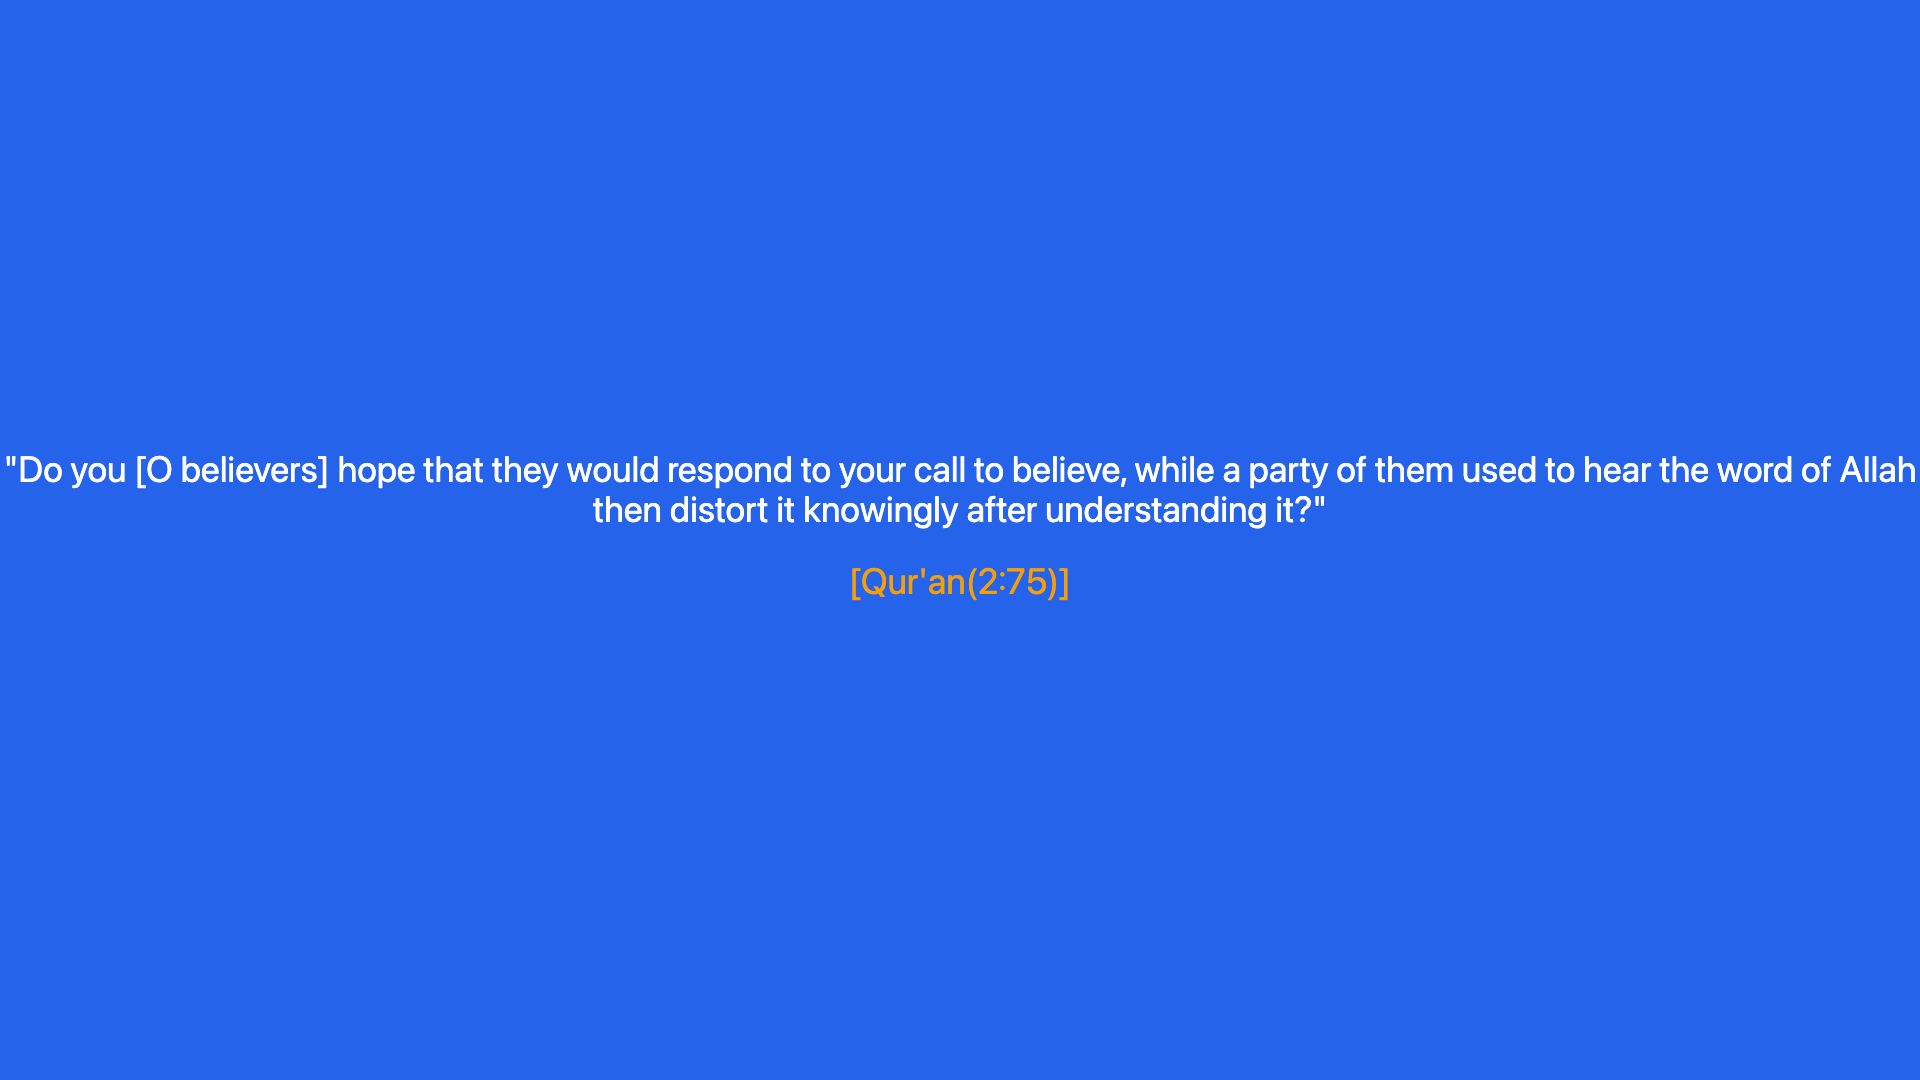 "Do you [O believers] hope that they would respond to your call to believe, while a party of them used to hear the word of Allah
then distort it knowingly after understanding it?"
[Qur'an(2:75)]